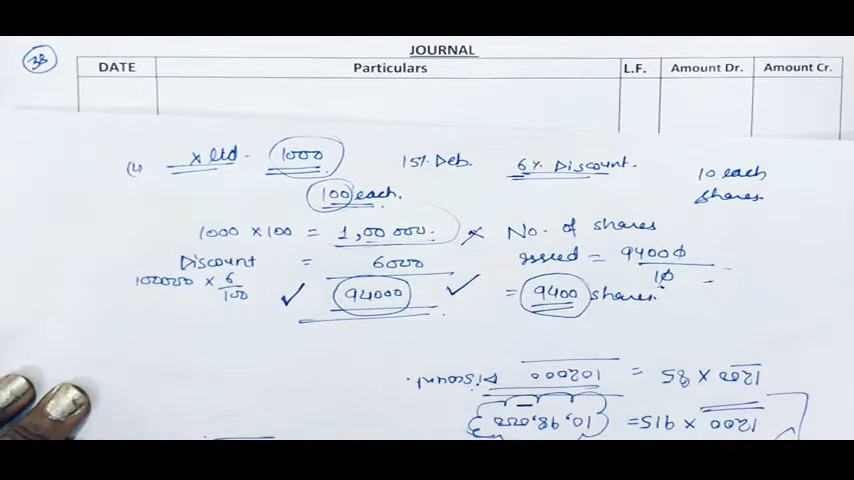 38
JOURNAL
DATE Particulars L.F. Amount Dr. Amount Cr.
(1) X Ltd. 1000 15% Deb. 6% Discount. 10 each
100 each. shares.
1000 × 100 = 1,00,000. No. of shares
Discount = 6000 issued = 94000
100000 × 6/100 10
94000 = 9400 shares.
1200 × 85 = 102000 Discount.
1200 × 915 = 10,98,000